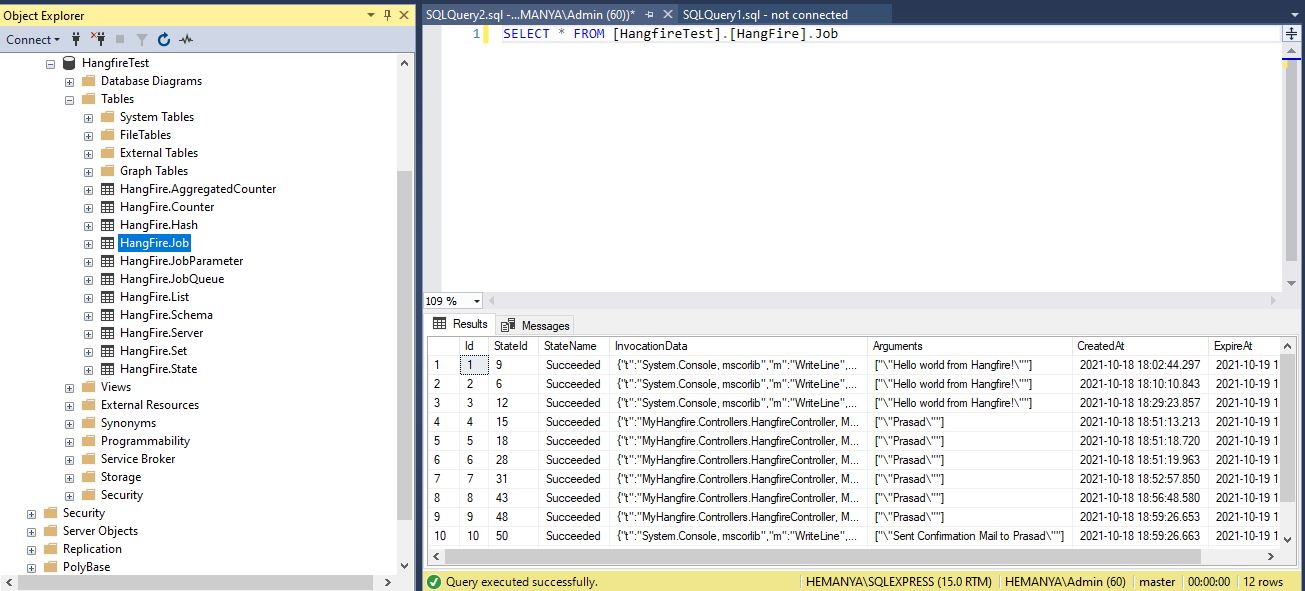 Object Explorer
Connect
HangfireTest
Database Diagrams
Tables
System Tables
FileTables
External Tables
Graph Tables
HangFire.AggregatedCounter
HangFire.Counter
HangFire.Hash
HangFire.Job
HangFire.JobParameter
HangFire.JobQueue
HangFire.List
HangFire.Schema
HangFire.Server
HangFire.Set
HangFire.State
Views
External Resources
Synonyms
Programmability
Service Broker
Storage
Security
Security
Server Objects
Replication
PolyBase
SQLQuery2.sql -...MANYA\Admin (60))* SQLQuery1.sql - not connected
1 SELECT * FROM [HangfireTest].[HangFire].Job
109 %
Results Messages
Id StateId StateName InvocationData Arguments CreatedAt ExpireAt
1 1 9 Succeeded {"t":"System.Console, mscorlib","m":"WriteLine",... ["\"Hello world from Hangfire!\""] 2021-10-18 18:02:44.297 2021-10-19 1
2 2 6 Succeeded {"t":"System.Console, mscorlib","m":"WriteLine",... ["\"Hello world from Hangfire!\""] 2021-10-18 18:10:10.843 2021-10-19 1
3 3 12 Succeeded {"t":"System.Console, mscorlib","m":"WriteLine",... ["\"Hello world from Hangfire!\""] 2021-10-18 18:29:23.857 2021-10-19 1
4 4 15 Succeeded {"t":"MyHangfire.Controllers.HangfireController, M... ["\"Prasad\""] 2021-10-18 18:51:13.213 2021-10-19 1
5 5 18 Succeeded {"t":"MyHangfire.Controllers.HangfireController, M... ["\"Prasad\""] 2021-10-18 18:51:18.720 2021-10-19 1
6 6 28 Succeeded {"t":"MyHangfire.Controllers.HangfireController, M... ["\"Prasad\""] 2021-10-18 18:51:19.963 2021-10-19 1
7 7 31 Succeeded {"t":"MyHangfire.Controllers.HangfireController, M... ["\"Prasad\""] 2021-10-18 18:52:57.850 2021-10-19 1
8 8 43 Succeeded {"t":"MyHangfire.Controllers.HangfireController, M... ["\"Prasad\""] 2021-10-18 18:56:48.580 2021-10-19 1
9 9 48 Succeeded {"t":"MyHangfire.Controllers.HangfireController, M... ["\"Prasad\""] 2021-10-18 18:59:26.653 2021-10-19 1
10 10 50 Succeeded {"t":"MyHangfire.Controllers.HangfireController, M... ["\"Sent Confirmation Mail to Prasad\""] 2021-10-18 18:59:26.663 2021-10-19 1
Query executed successfully. HEMANYA\SQLEXPRESS (15.0 RTM) HEMANYA\Admin (60) master 00:00:00 12 rows